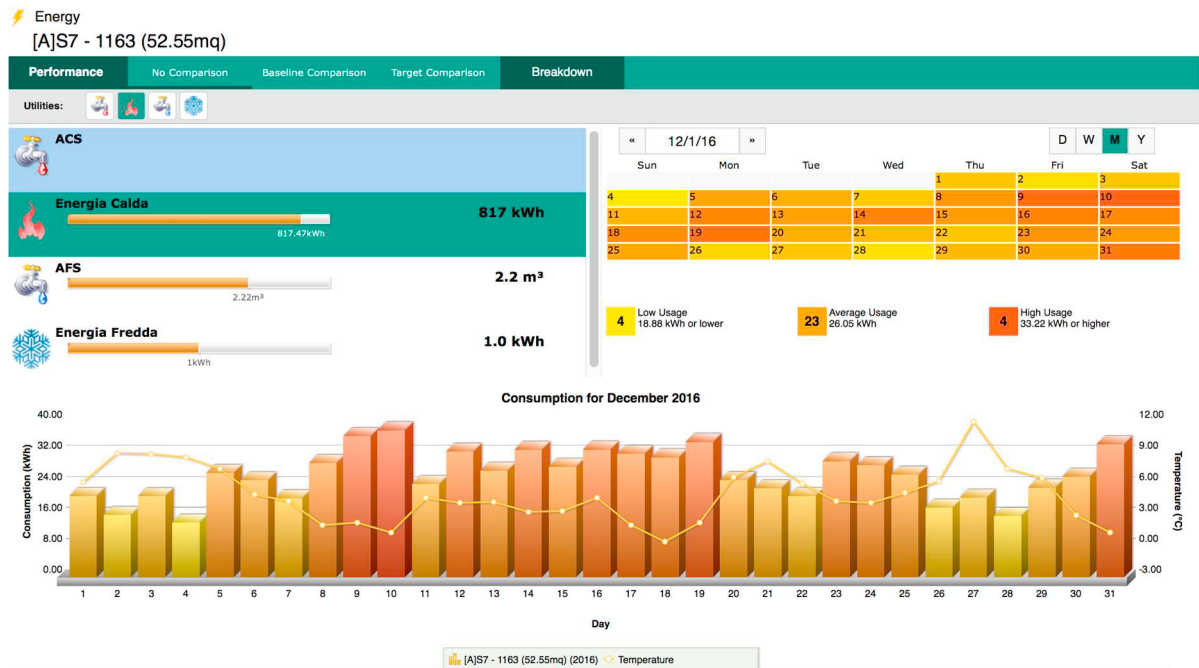 Energy
[A]S7 - 1163 (52.55mq)
Performance No Comparison Baseline Comparison Target Comparison Breakdown
Utilities:
ACS
Energia Calda
817 kWh
817.47kWh
AFS
2.2 m³
2.22m³
Energia Fredda
1.0 kWh
1kWh
« 12/1/16 » D W M Y
Sun Mon Tue Wed Thu Fri Sat
1 2 3
4 5 6 7 8 9 10
11 12 13 14 15 16 17
18 19 20 21 22 23 24
25 26 27 28 29 30 31
4 Low Usage
18.88 kWh or lower
23 Average Usage
26.05 kWh
4 High Usage
33.22 kWh or higher
Consumption for December 2016
Consumption (kWh)
40.00
32.00
24.00
16.00
8.00
0.00
12.00
9.00
6.00
3.00
0.00
-3.00
Temperature (°C)
1 2 3 4 5 6 7 8 9 10 11 12 13 14 15 16 17 18 19 20 21 22 23 24 25 26 27 28 29 30 31
Day
[A]S7 - 1163 (52.55mq) (2016) Temperature